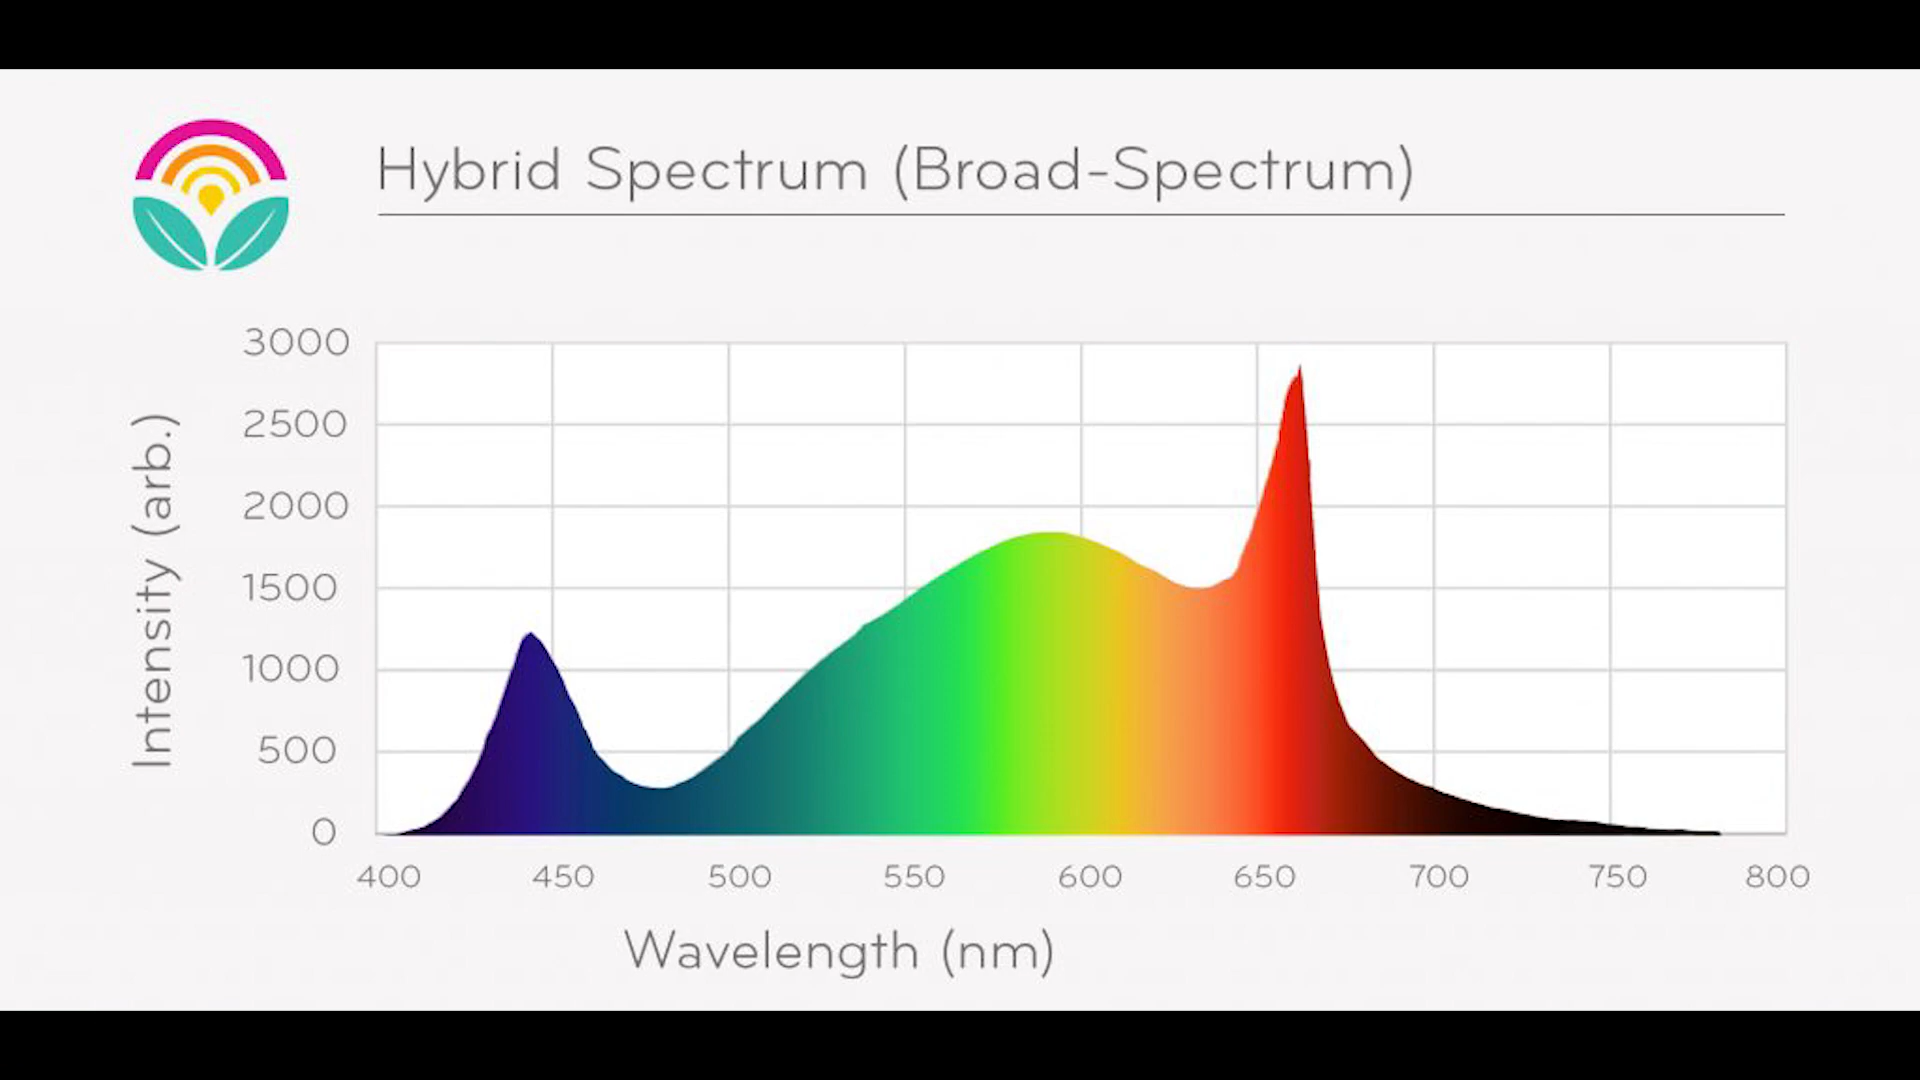 Hybrid Spectrum (Broad-Spectrum)
Intensity (arb.)
3000
2500
2000
1500
1000
500
0
400 450 500 550 600 650 700 750 800
Wavelength (nm)